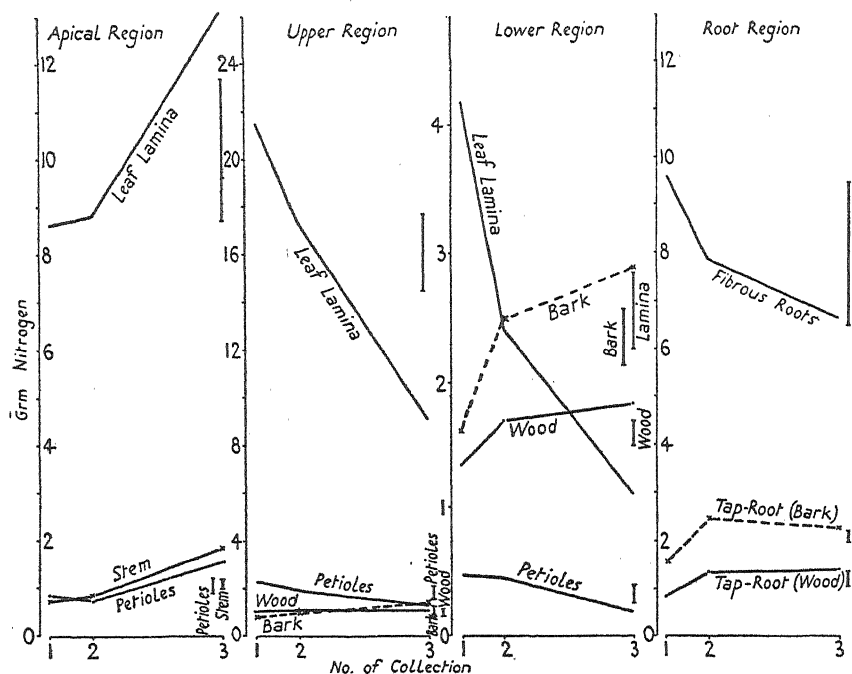 Apical Region
Upper Region
Lower Region
Root Region
G̅rm Nitrogen
12
10
8
6
4
2
0
Leaf Lamina
Stem
Petioles
Petioles
Stem
1 2 3
24
20
16
12
8
4
0
Leaf Lamina
Petioles
Wood
Bark
Petioles
Bark
Wood
1 2 3
4
3
2
1
0
Leaf Lamina
Bark
Wood
Petioles
Bark
Lamina
Wood
1 2 3
12
10
8
6
4
2
0
Fibrous Roots
Tap-Root (Bark)
Tap-Root (Wood)
1 2 3
No. of Collection